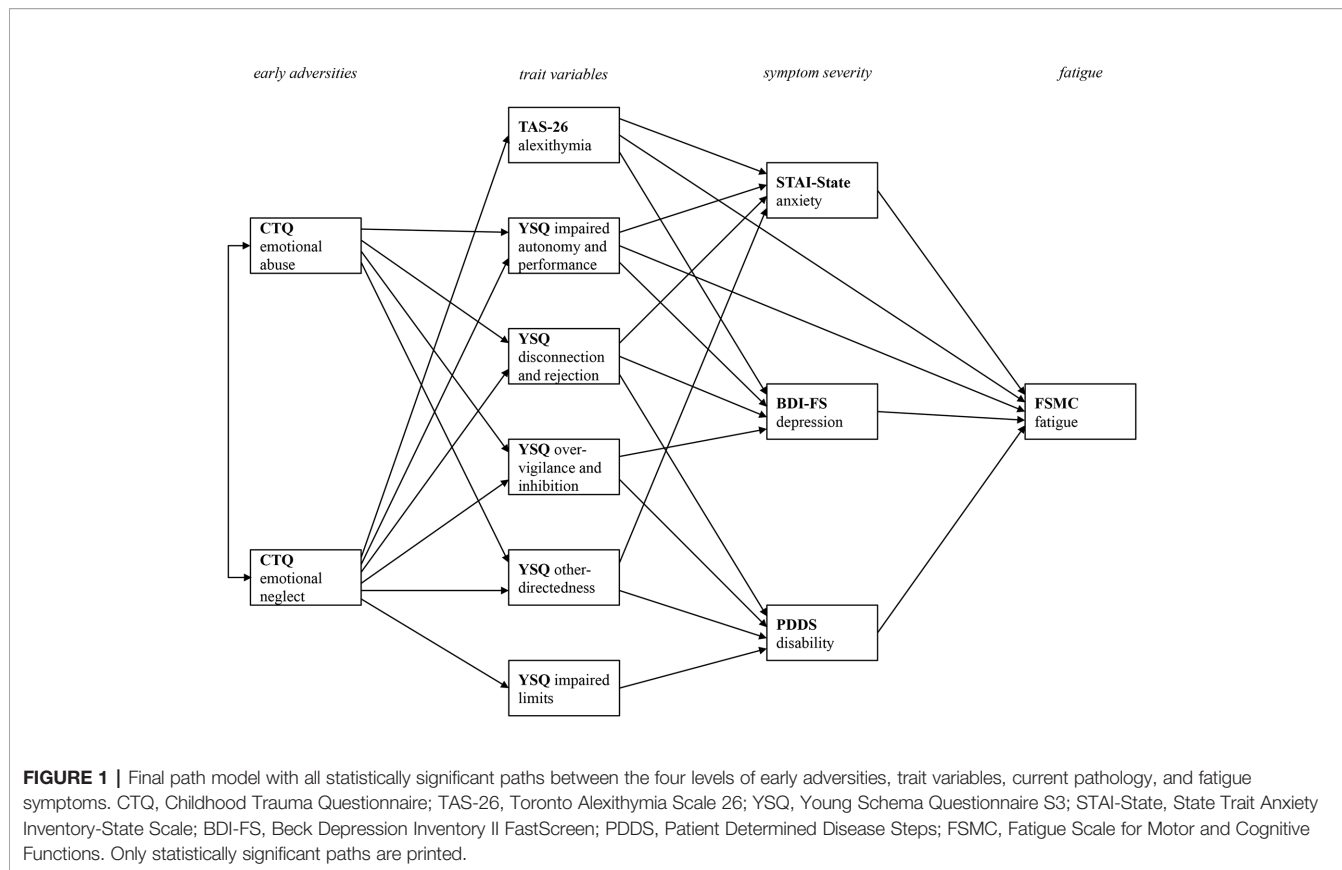 early adversities
trait variables
symptom severity
fatigue
TAS-26
alexithymia
STAI-State
anxiety
CTQ
emotional
abuse
YSQ impaired
autonomy and
performance
YSQ
disconnection
and rejection
BDI-FS
depression
FSMC
fatigue
YSQ over-
vigilance and
inhibition
CTQ
emotional
neglect
YSQ other-
directedness
PDDS
disability
YSQ impaired
limits
FIGURE 1 | Final path model with all statistically significant paths between the four levels of early adversities, trait variables, current pathology, and fatigue
symptoms. CTQ, Childhood Trauma Questionnaire; TAS-26, Toronto Alexithymia Scale 26; YSQ, Young Schema Questionnaire S3; STAI-State, State Trait Anxiety
Inventory-State Scale; BDI-FS, Beck Depression Inventory II FastScreen; PDDS, Patient Determined Disease Steps; FSMC, Fatigue Scale for Motor and Cognitive
Functions. Only statistically significant paths are printed.